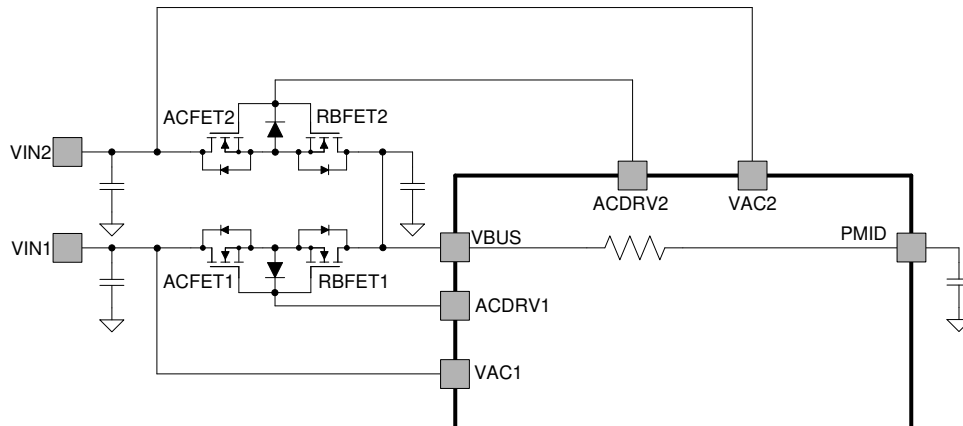 ACFET2
RBFET2
VIN2
ACDRV2
VAC2
VIN1
VBUS
PMID
ACFET1
RBFET1
ACDRV1
VAC1